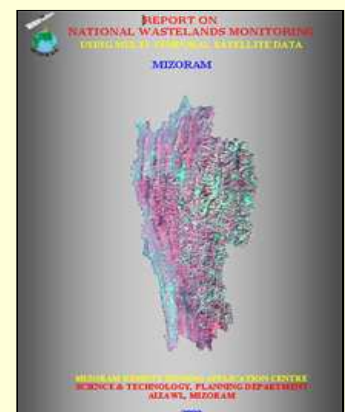 REPORT ON
NATIONAL WASTELANDS MONITORING
USING MULTI-TEMPORAL SATELLITE DATA
MIZORAM
MIZORAM REMOTE SENSING APPLICATION CENTRE
SCIENCE & TECHNOLOGY, PLANNING DEPARTMENT
AIZAWL, MIZORAM